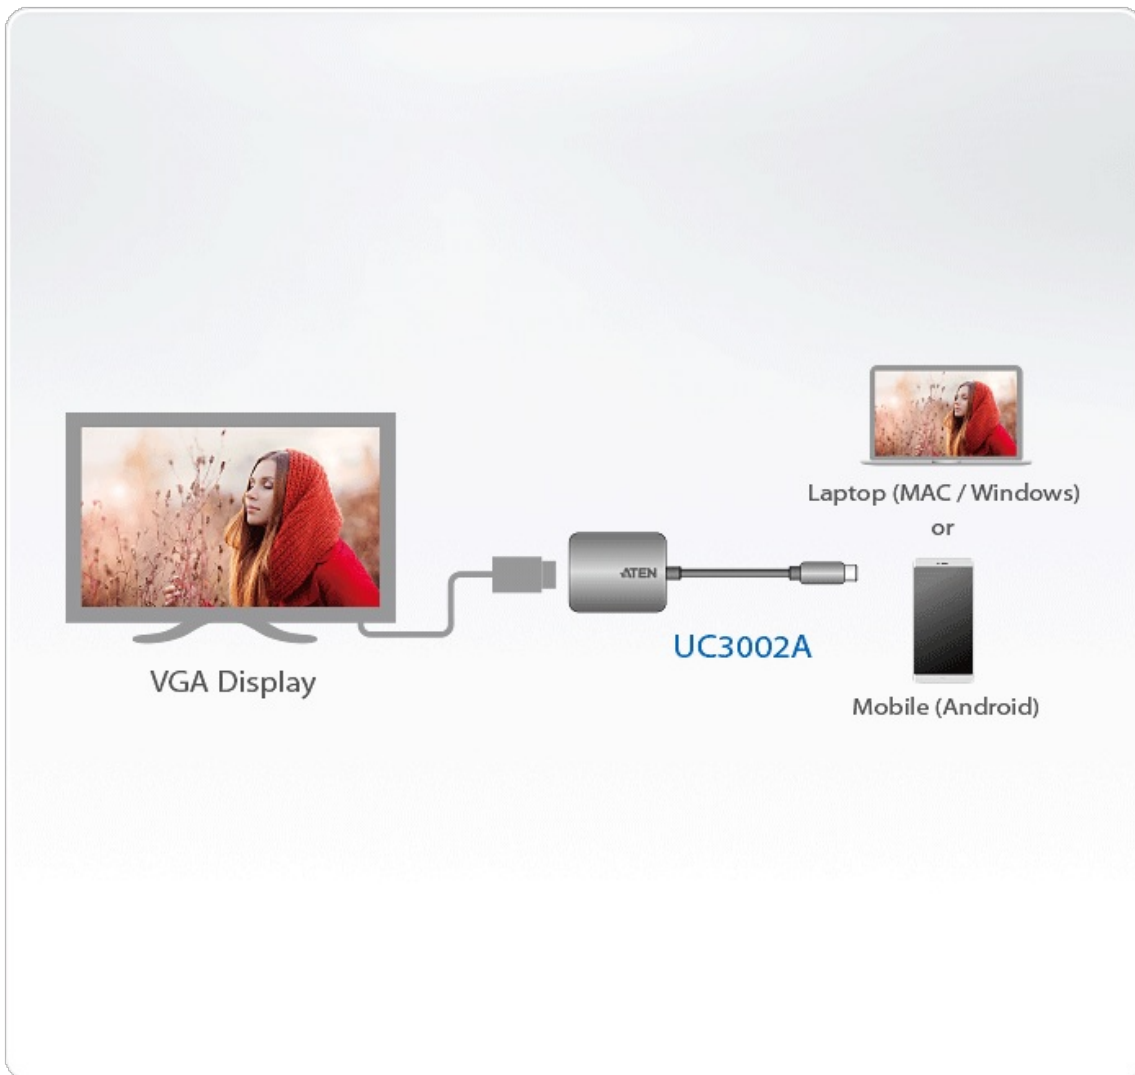 Laptop (MAC / Windows)
or
ATEN
UC3002A
VGA Display
Mobile (Android)